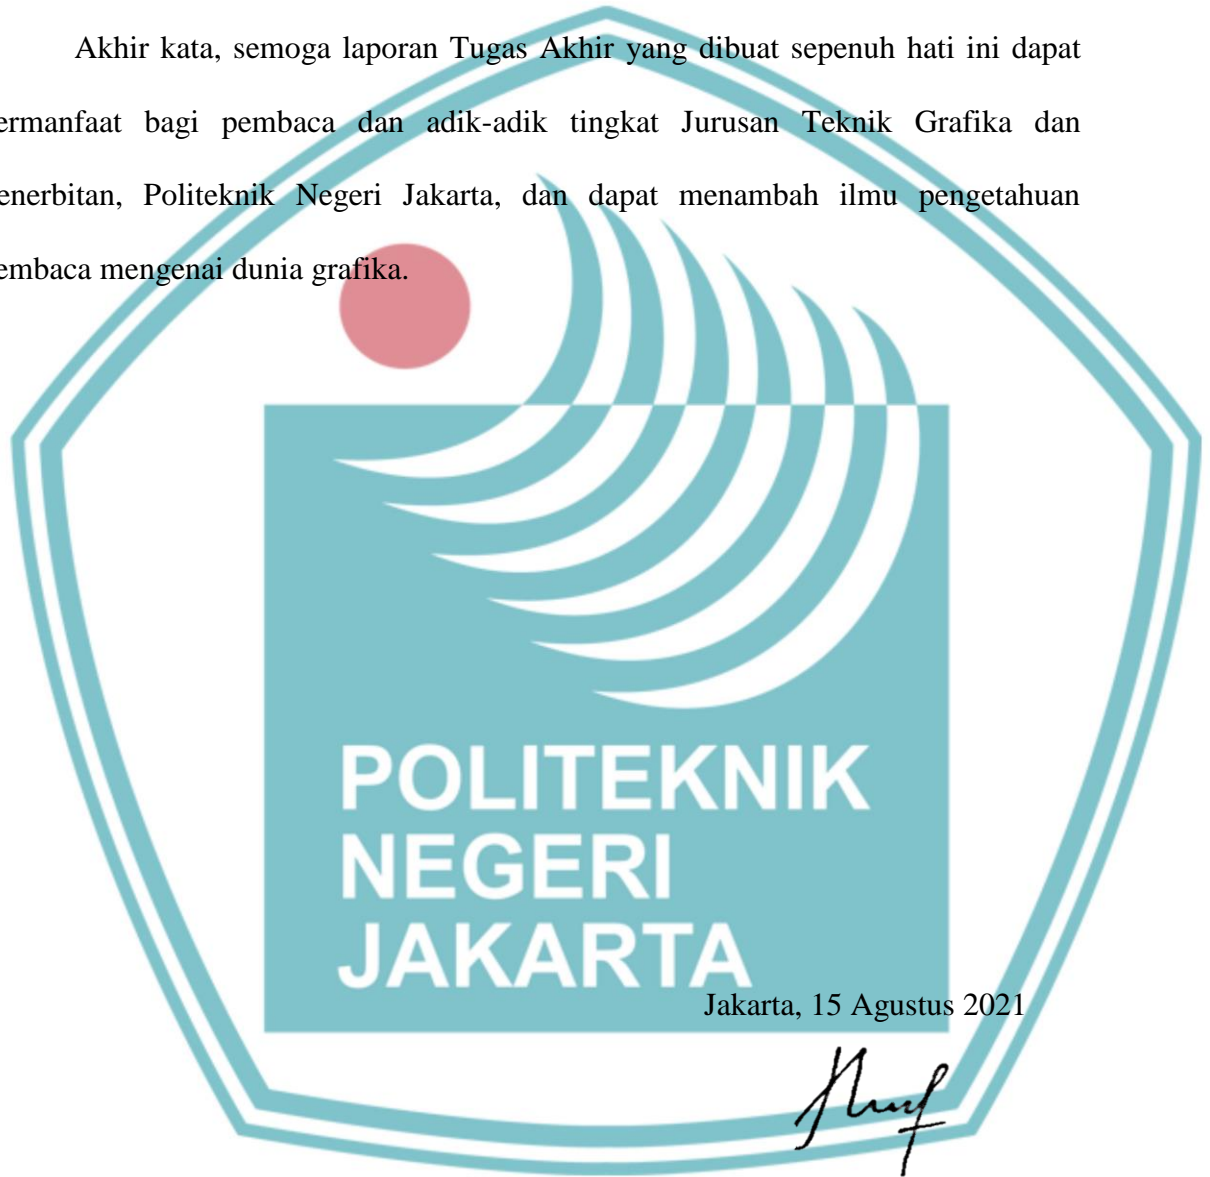 Akhir kata, semoga laporan Tugas Akhir yang dibuat sepenuh hati ini dapat
ermanfaat bagi pembaca dan adik-adik tingkat Jurusan Teknik Grafika dan
enerbitan, Politeknik Negeri Jakarta, dan dapat menambah ilmu pengetahuan
embaca mengenai dunia grafika.
POLITEKNIK
NEGERI
JAKARTA
Jakarta, 15 Agustus 2021